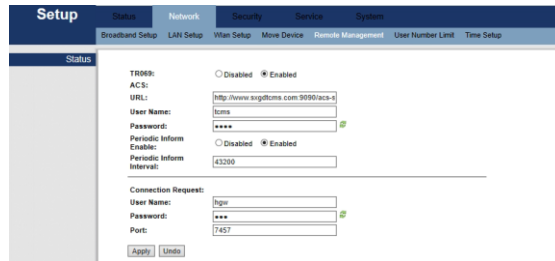 Setup
Status Network Security Service System
Broadband Setup LAN Setup Wlan Setup Move Device Remote Management User Number Limit Time Setup
Status
TR069: Disabled Enabled
ACS:
URL: http://www.sxgdtcms.com:9090/acs-s
User Name: tcms
Password: ●●●●
Periodic Inform Enable: Disabled Enabled
Periodic Inform Interval: 43200
Connection Request:
User Name: hgw
Password: ●●●
Port: 7457
Apply Undo